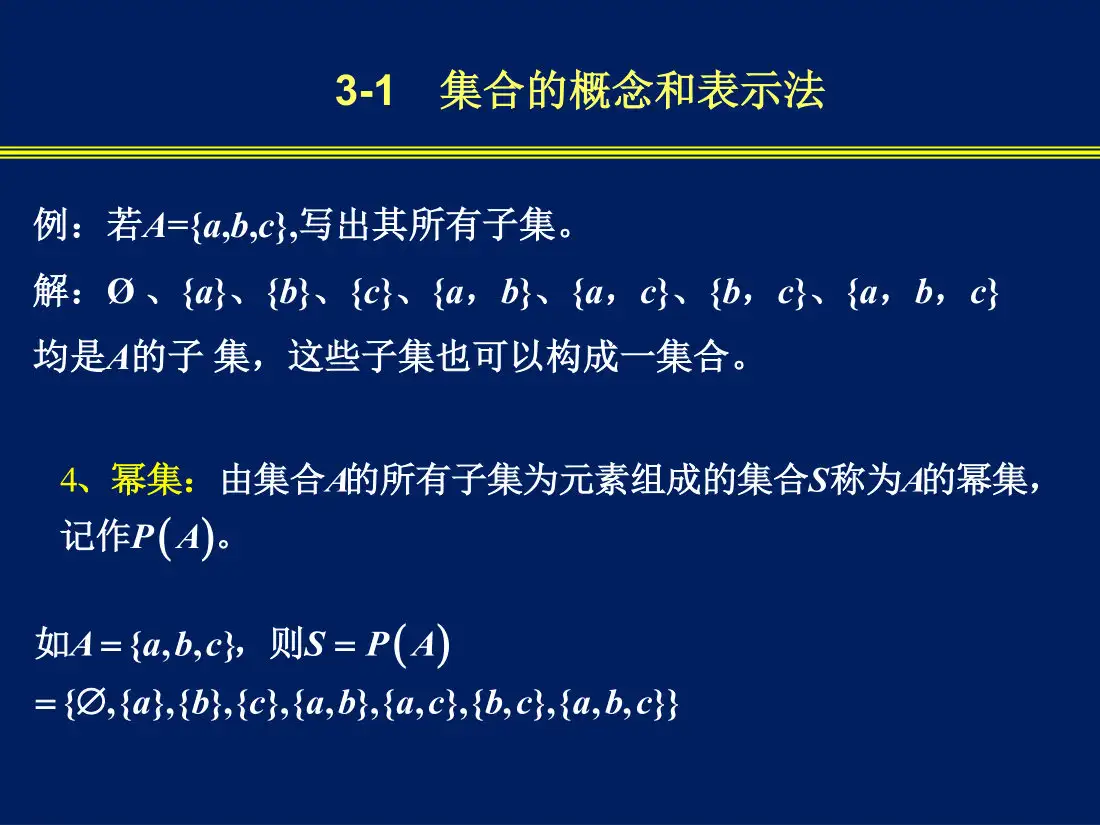 3-1 集合的概念和表示法
例：若A={a,b,c},写出其所有子集。
解：Ø 、{a}、{b}、{c}、{a，b}、{a，c}、{b，c}、{a，b，c}
均是A的子 集，这些子集也可以构成一集合。
4、幂集：由集合A的所有子集为元素组成的集合S称为A的幂集，
记作P(A)。
如A={a,b,c}，则S=P(A)
={∅,{a},{b},{c},{a,b},{a,c},{b,c},{a,b,c}}